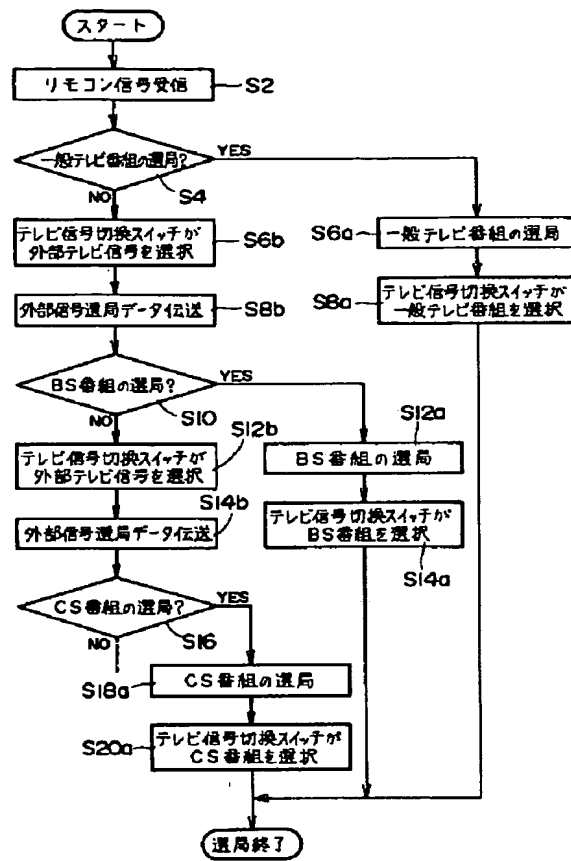 スタート
リモコン信号受信
S2
一般テレビ番組の選局?
YES
NO
S4
テレビ信号切換スイッチが
外部テレビ信号を選択
S6b
S6a
一般テレビ番組の選局
外部信号選局データ伝送
S8b
S8a
テレビ信号切換スイッチが
一般テレビ番組を選択
BS番組の選局?
YES
NO
S10
テレビ信号切換スイッチが
外部テレビ信号を選択
S12b
S12a
BS番組の選局
外部信号選局データ伝送
S14b
テレビ信号切換スイッチが
BS番組を選択
S14a
CS番組の選局?
YES
NO
S16
S18a
CS番組の選局
S20a
テレビ信号切換スイッチが
CS番組を選択
選局終了